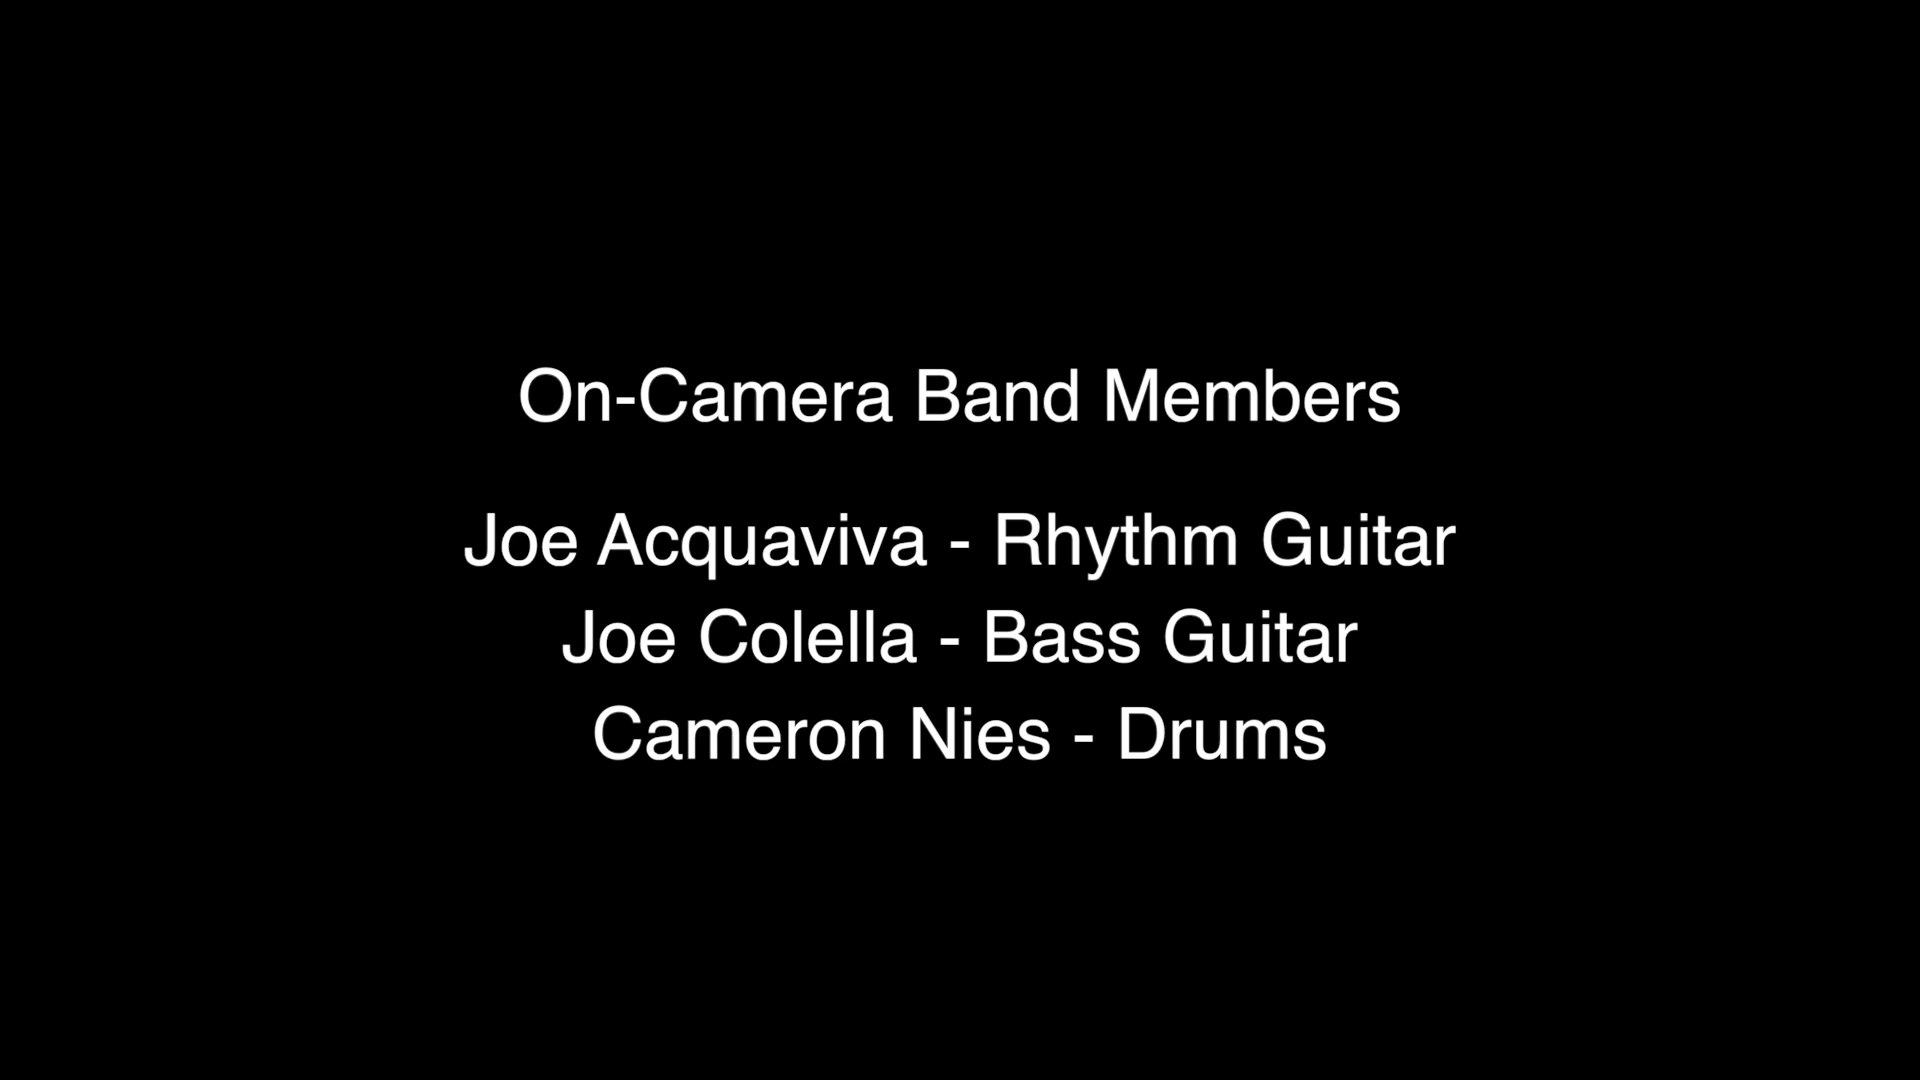 On-Camera Band Members
Joe Acquaviva - Rhythm Guitar
Joe Colella - Bass Guitar
Cameron Nies - Drums